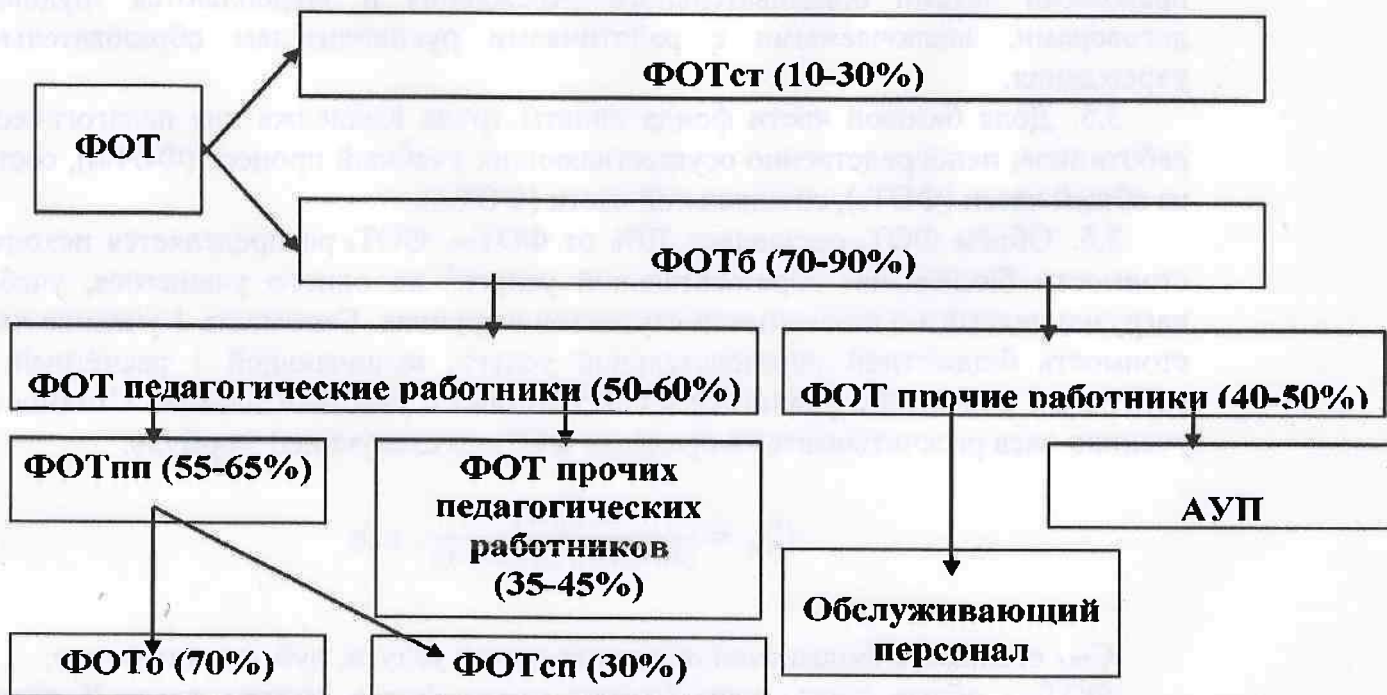 ФОТст (10-30%)
ФОТ
ФОТб (70-90%)
ФОТ педагогические работники (50-60%)
ФОТ прочие работники (40-50%)
ФОТпп (55-65%)
ФОТ прочих
педагогических
работников
(35-45%)
АУП
Обслуживающий
персонал
ФОТо (70%)
ФОТсп (30%)